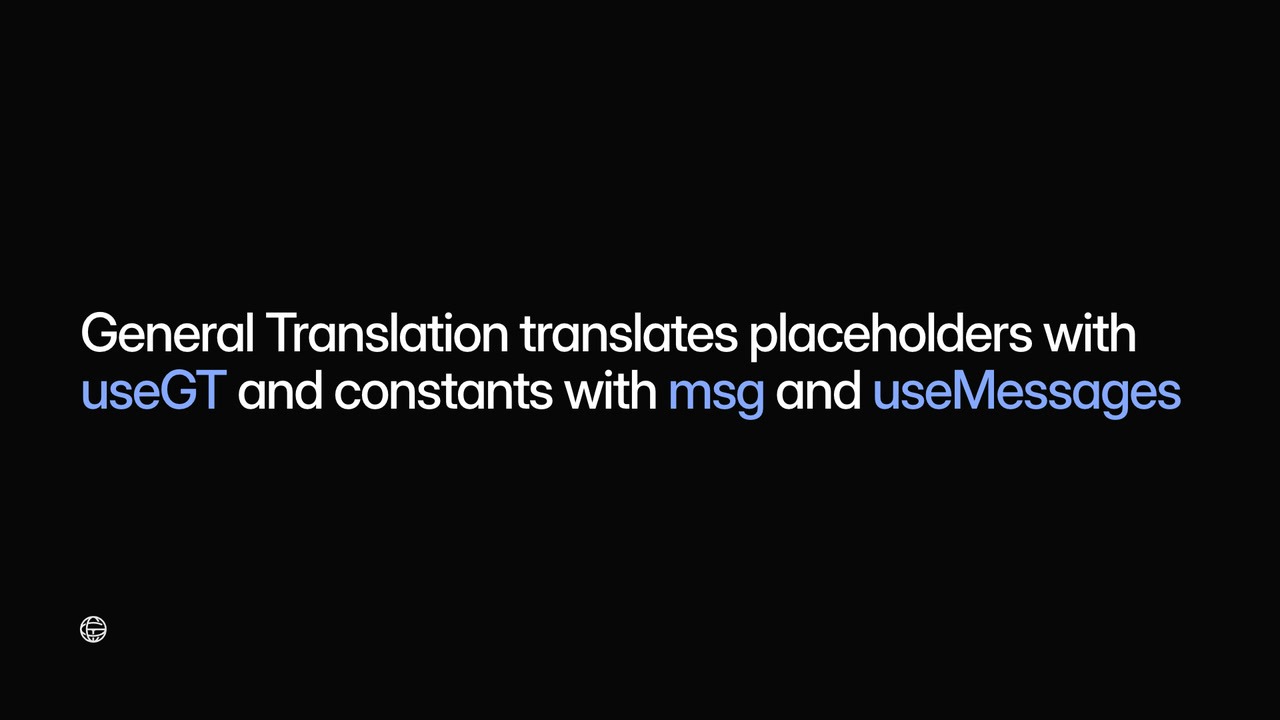 General Translation translates placeholders with
useGT and constants with msg and useMessages